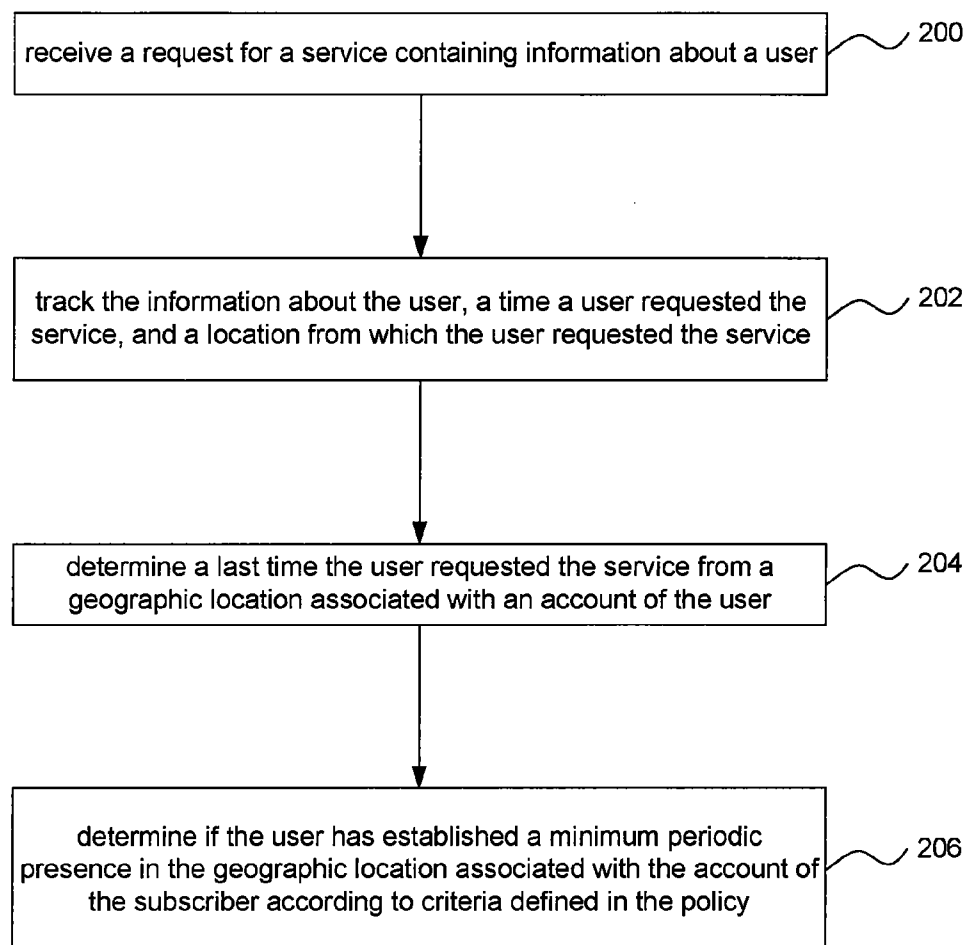 receive a request for a service containing information about a user
200
track the information about the user, a time a user requested the
service, and a location from which the user requested the service
202
determine a last time the user requested the service from a
geographic location associated with an account of the user
204
determine if the user has established a minimum periodic
presence in the geographic location associated with the account of
the subscriber according to criteria defined in the policy
206